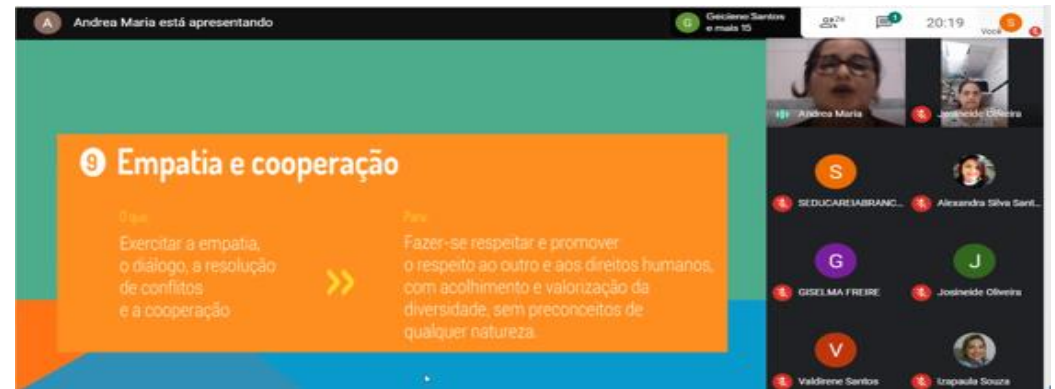 A Andrea Maria está apresentando
G Gecieno Santos
e mais 15
26
1
20:19
Você
S
9 Empatia e cooperação
O que
Exercitar a empatia,
o diálogo, a resolução
de conflitos
e a cooperação
»
Para
Fazer-se respeitar e promover
o respeito ao outro e aos direitos humanos,
com acolhimento e valorização da
diversidade, sem preconceitos de
qualquer natureza.
Andrea Maria
Josineide Oliveira
S
SEDUCAREIABRANC...
Alexandra Silva Sant...
G
GISELMA FREIRE
J
Josineide Oliveira
V
Valdirene Santos
Izapaula Souza